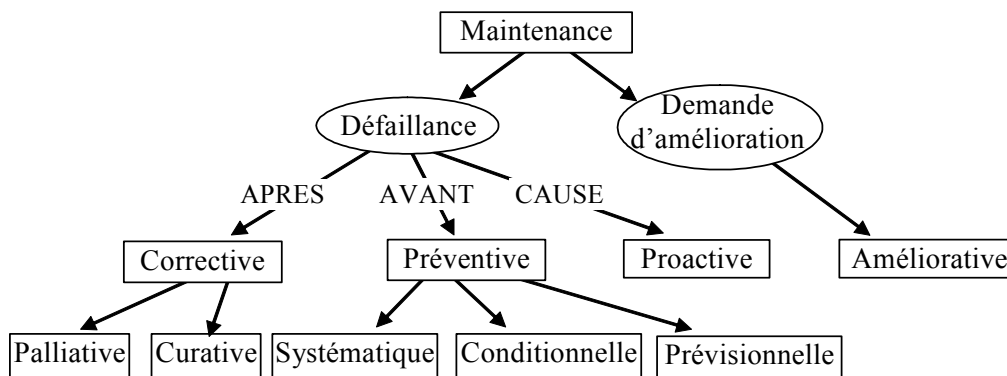 Maintenance
Défaillance
Demande
d'amélioration
APRES
AVANT
CAUSE
Corrective
Préventive
Proactive
Améliorative
Palliative
Curative
Systématique
Conditionnelle
Prévisionnelle